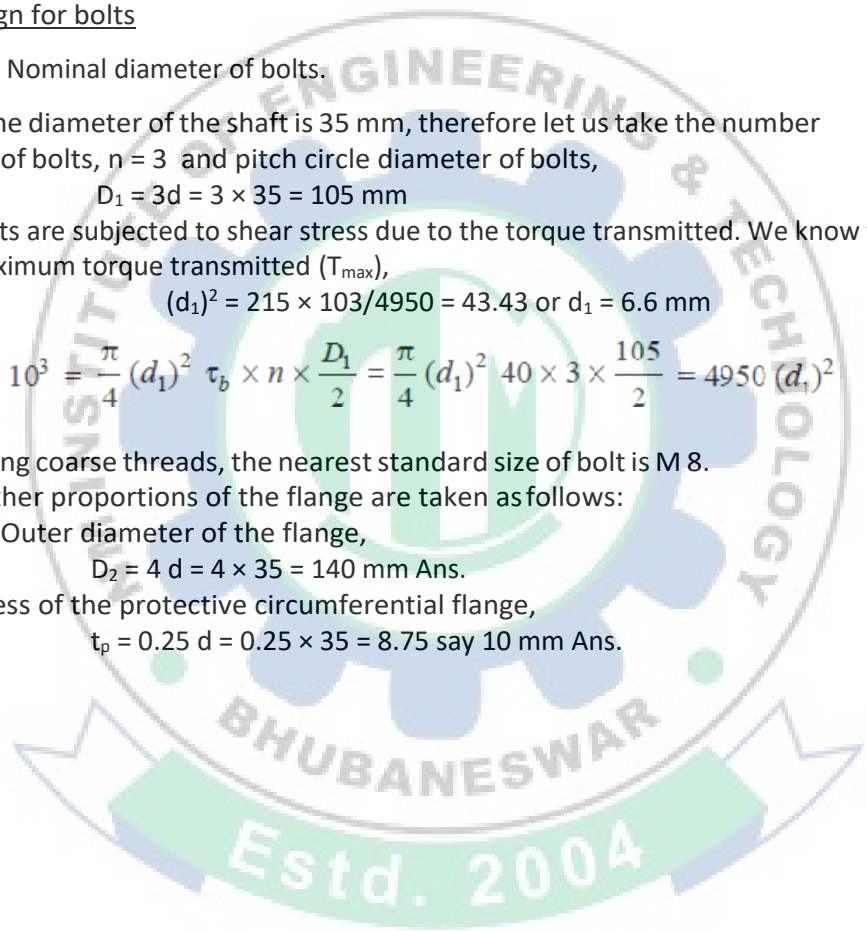 gn for bolts
Nominal diameter of bolts.
he diameter of the shaft is 35 mm, therefore let us take the number
of bolts, n = 3 and pitch circle diameter of bolts,
D₁ = 3d = 3 × 35 = 105 mm
ts are subjected to shear stress due to the torque transmitted. We know
ximum torque transmitted (Tₘₐₓ),
(d₁)² = 215 × 103/4950 = 43.43 or d₁ = 6.6 mm
10³ = π/4 (d₁)² τ_b × n × D₁/2 = π/4 (d₁)² 40 × 3 × 105/2 = 4950 (d₁)²
ng coarse threads, the nearest standard size of bolt is M 8.
ther proportions of the flange are taken as follows:
Outer diameter of the flange,
D₂ = 4 d = 4 × 35 = 140 mm Ans.
ess of the protective circumferential flange,
tₚ = 0.25 d = 0.25 × 35 = 8.75 say 10 mm Ans.
NM INSTITUTE OF ENGINEERING & TECHNOLOGY
BHUBANESWAR
Estd. 2004